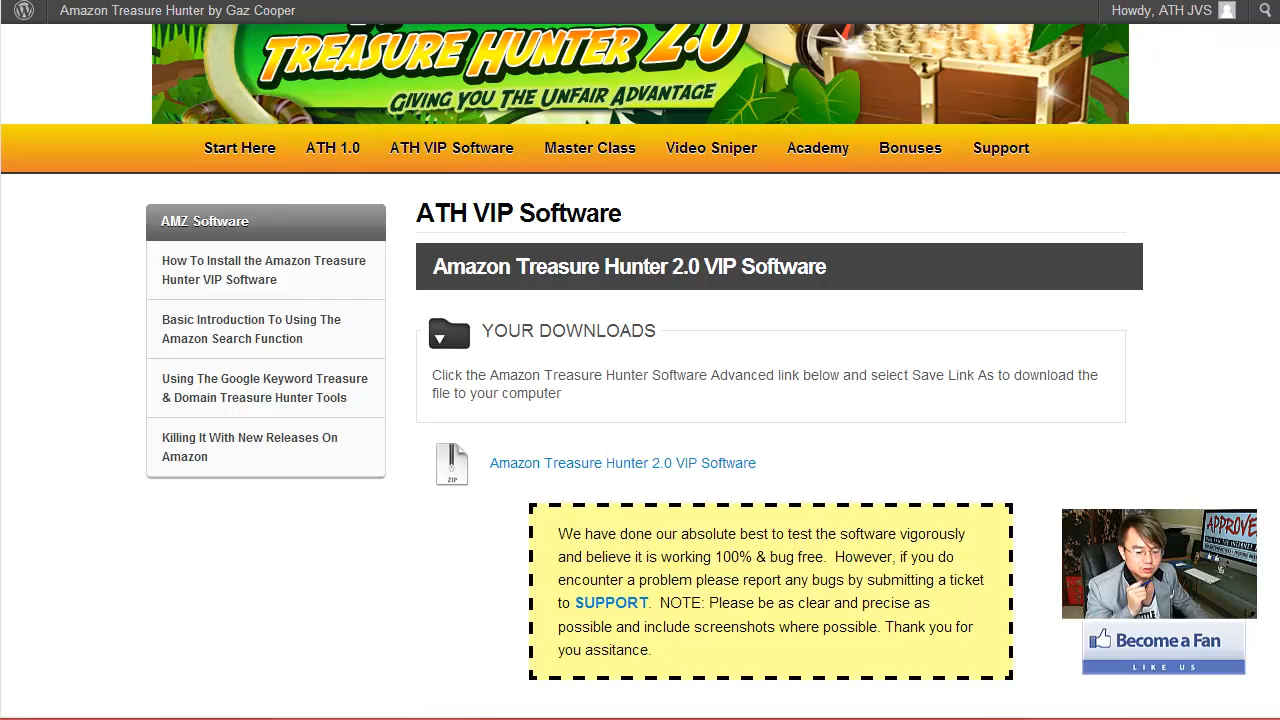 Amazon Treasure Hunter by Gaz Cooper
Howdy, ATH JVS
TREASURE HUNTER 2.0
GIVING YOU THE UNFAIR ADVANTAGE
Start Here ATH 1.0 ATH VIP Software Master Class Video Sniper Academy Bonuses Support
AMZ Software
How To Install the Amazon Treasure
Hunter VIP Software
Basic Introduction To Using The
Amazon Search Function
Using The Google Keyword Treasure
& Domain Treasure Hunter Tools
Killing It With New Releases On
Amazon
ATH VIP Software
Amazon Treasure Hunter 2.0 VIP Software
YOUR DOWNLOADS
Click the Amazon Treasure Hunter Software Advanced link below and select Save Link As to download the
file to your computer
ZIP
Amazon Treasure Hunter 2.0 VIP Software
We have done our absolute best to test the software vigorously
and believe it is working 100% & bug free. However, if you do
encounter a problem please report any bugs by submitting a ticket
to SUPPORT. NOTE: Please be as clear and precise as
possible and include screenshots where possible. Thank you for
you assitance.
APPROVE
Become a Fan
LIKE US